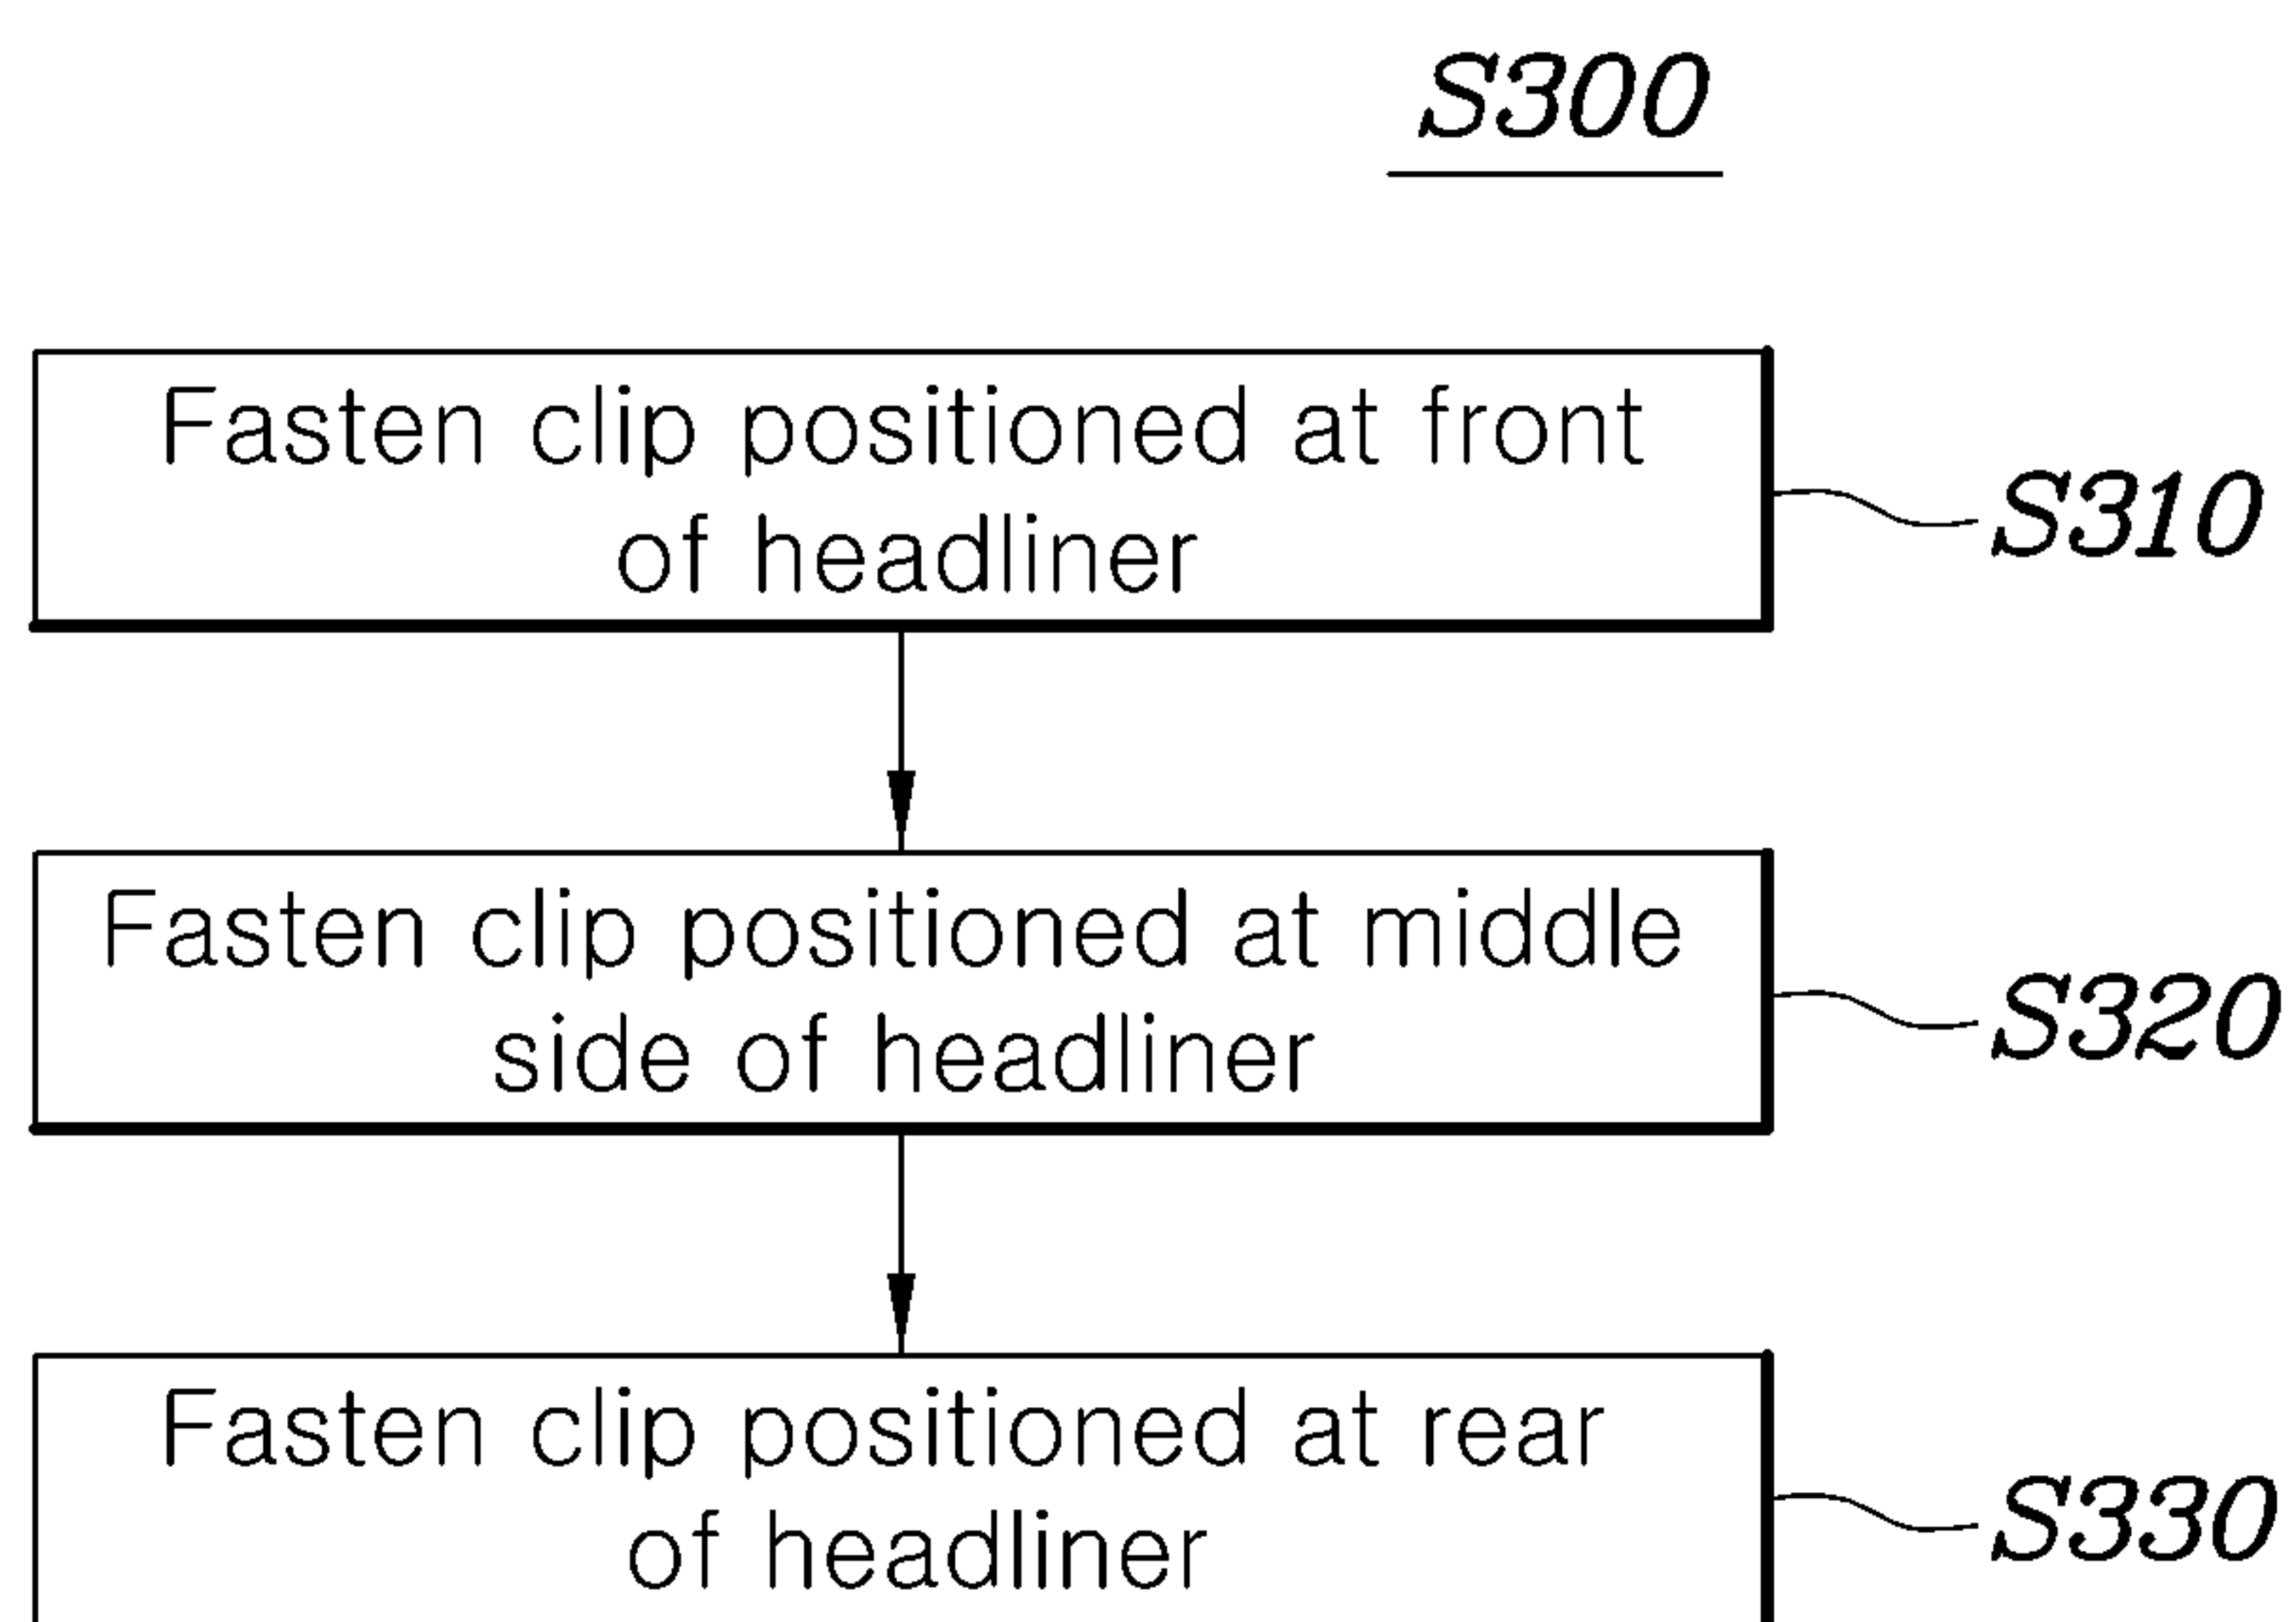 S300
Fasten clip positioned at front
of headliner
S310
Fasten clip positioned at middle
side of headliner
S320
Fasten clip positioned at rear
of headliner
S330